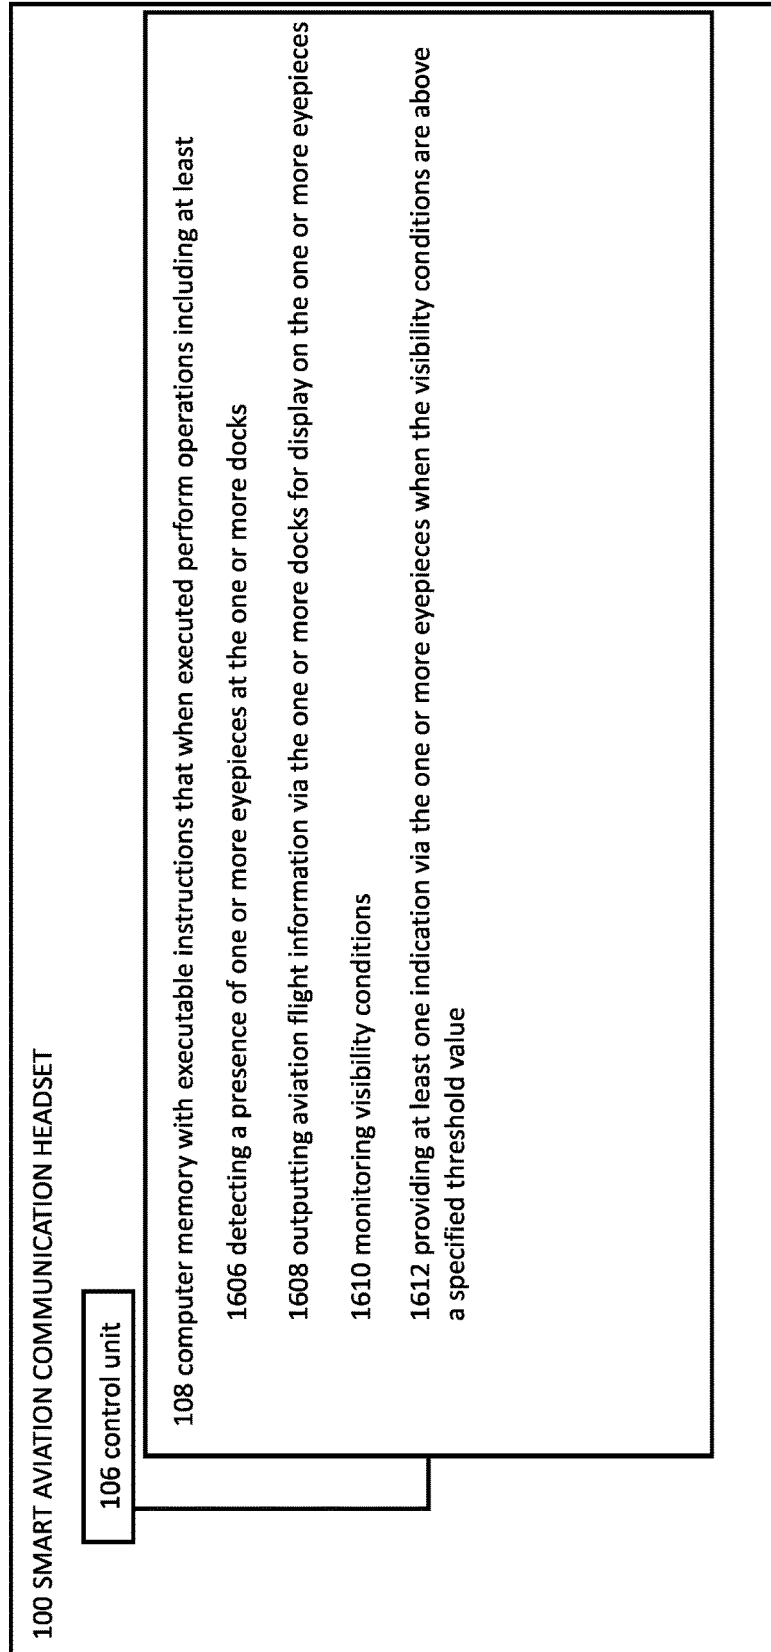 100 SMART AVIATION COMMUNICATION HEADSET
106 control unit
108 computer memory with executable instructions that when executed perform operations including at least
1606 detecting a presence of one or more eyepieces at the one or more docks
1608 outputting aviation flight information via the one or more docks for display on the one or more eyepieces
1610 monitoring visibility conditions
1612 providing at least one indication via the one or more eyepieces when the visibility conditions are above
a specified threshold value